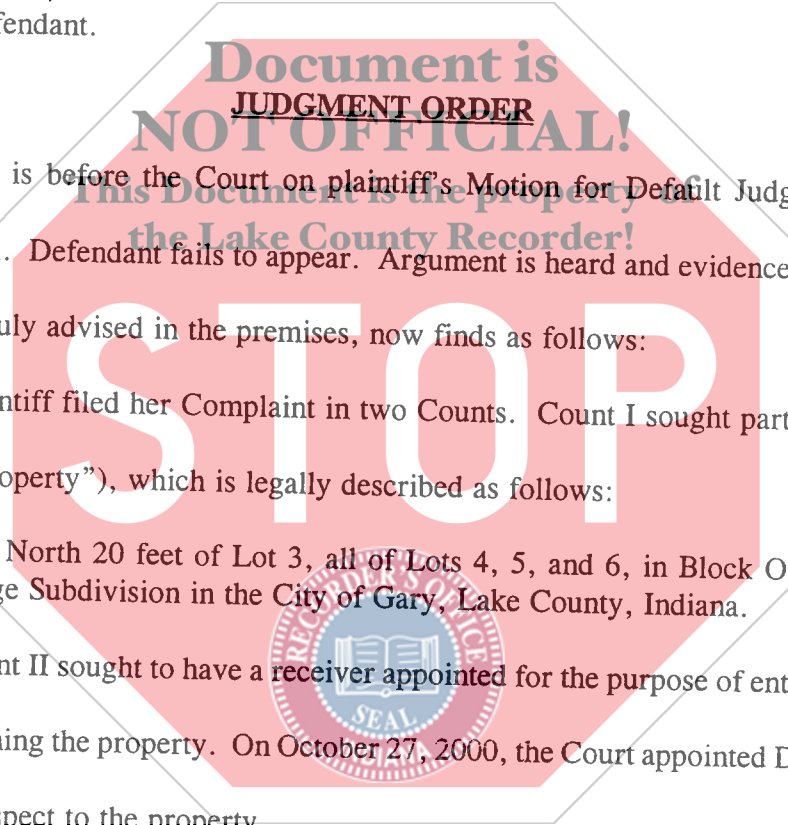 fendant.
Document is
JUDGMENT ORDER
NOT OFFICIAL!
is before the Court on plaintiff's Motion for Default Judg
This Document is the property of
the Lake County Recorder!
. Defendant fails to appear. Argument is heard and evidence
uly advised in the premises, now finds as follows:
STOP
ntiff filed her Complaint in two Counts. Count I sought part
operty"), which is legally described as follows:
North 20 feet of Lot 3, all of Lots 4, 5, and 6, in Block O
ge Subdivision in the City of Gary, Lake County, Indiana.
RECORDER'S OFFICE
nt II sought to have a receiver appointed for the purpose of ent
SEAL
ning the property. On October 27, 2000, the Court appointed D
INDIANA
spect to the property